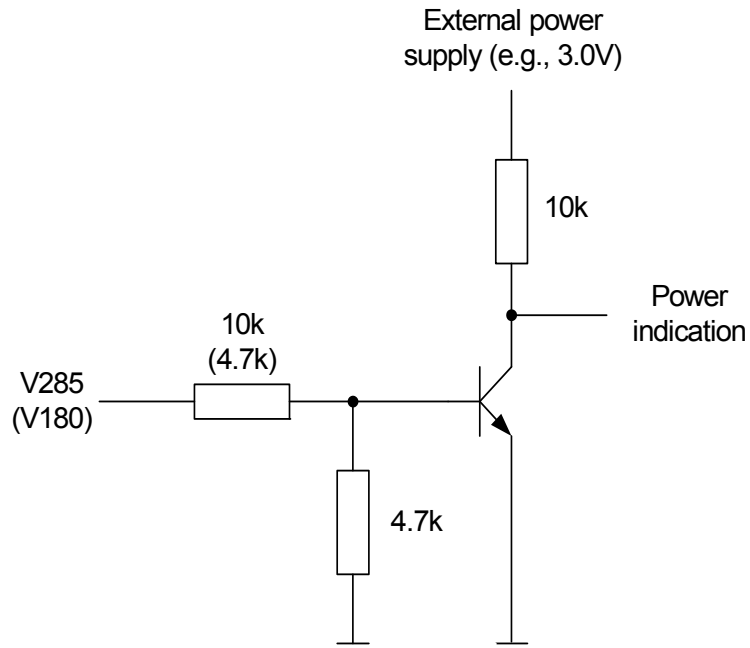 External power
supply (e.g., 3.0V)
10k
Power
indication
10k
(4.7k)
V285
(V180)
4.7k